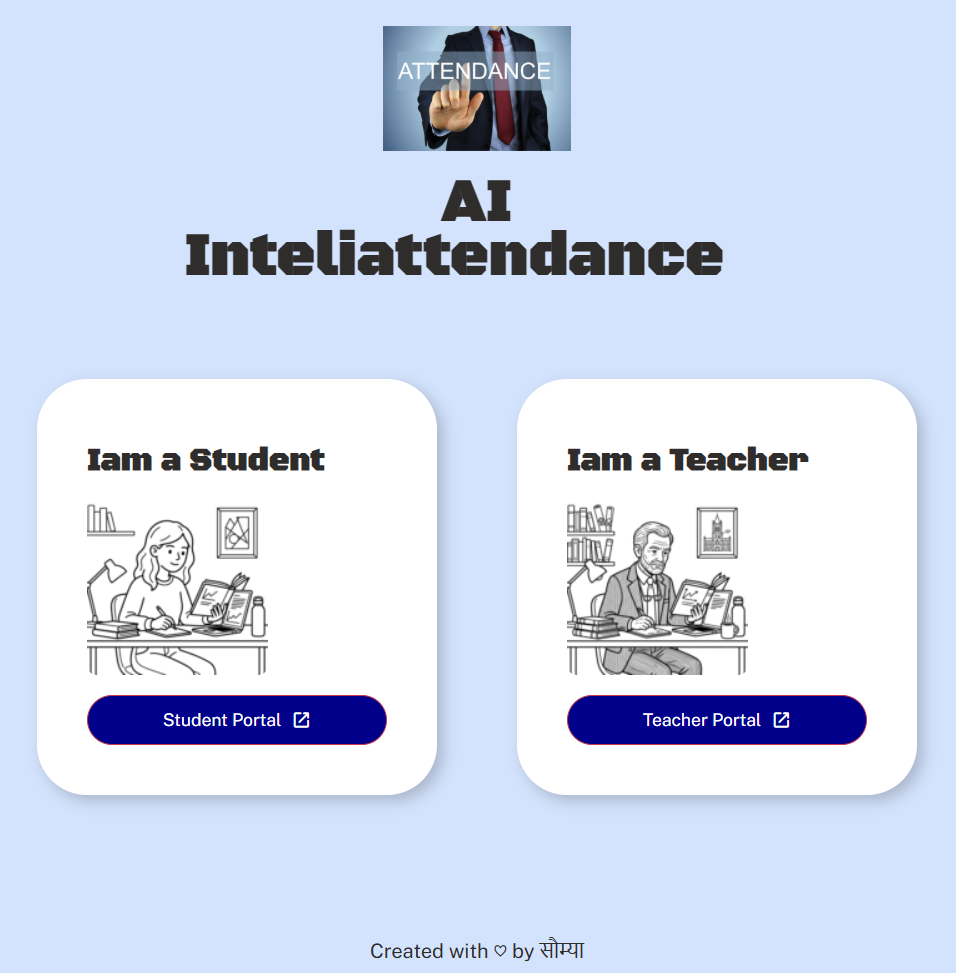 ATTENDANCE
AI
Inteliattendance
Iam a Student
Iam a Teacher
Student Portal
Teacher Portal
Created with ♡ by सौम्या